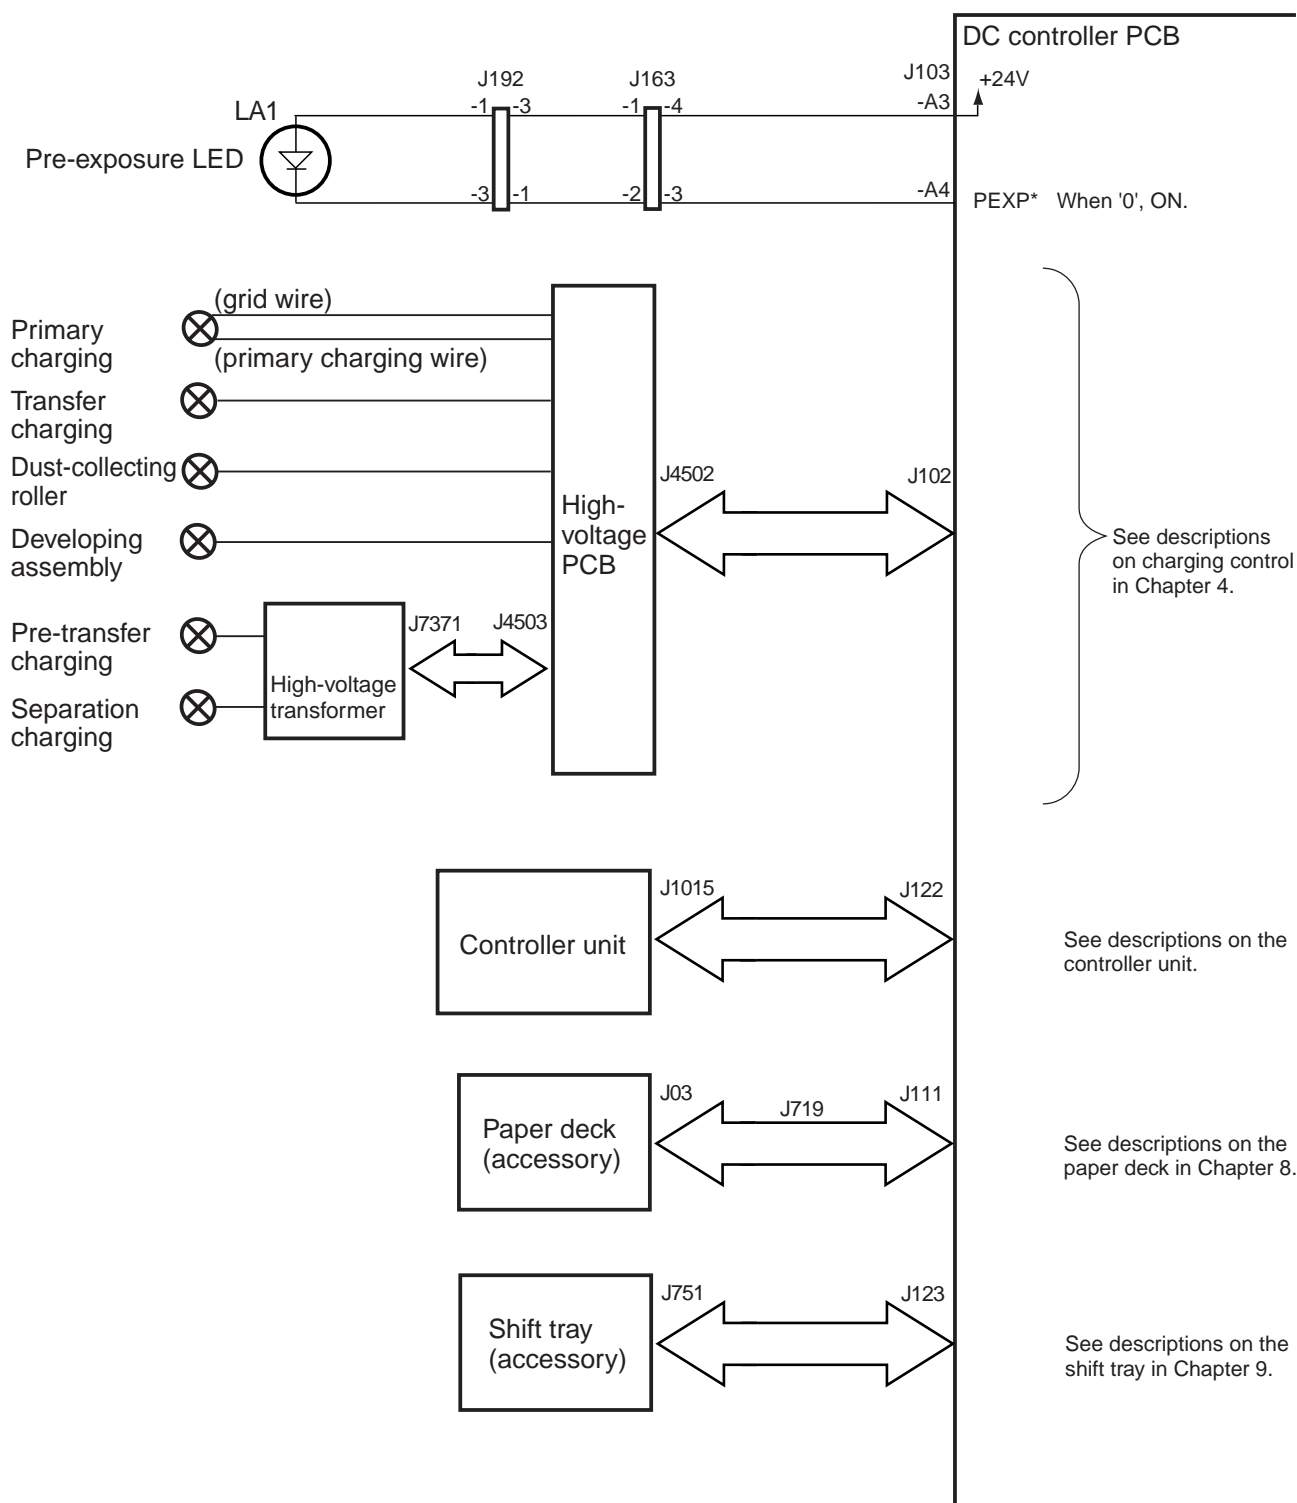 DC controller PCB
J192
J163
J103
+24V
LA1
-1
-3
-1
-4
-A3
Pre-exposure LED
-3
-1
-2
-3
-A4
PEXP* When '0', ON.
(grid wire)
Primary
charging
(primary charging wire)
Transfer
charging
Dust-collecting
roller
Developing
assembly
Pre-transfer
charging
Separation
charging
High-voltage
transformer
J7371
J4503
High-
voltage
PCB
J4502
J102
See descriptions
on charging control
in Chapter 4.
Controller unit
J1015
J122
See descriptions on the
controller unit.
Paper deck
(accessory)
J03
J719
J111
See descriptions on the
paper deck in Chapter 8.
Shift tray
(accessory)
J751
J123
See descriptions on the
shift tray in Chapter 9.